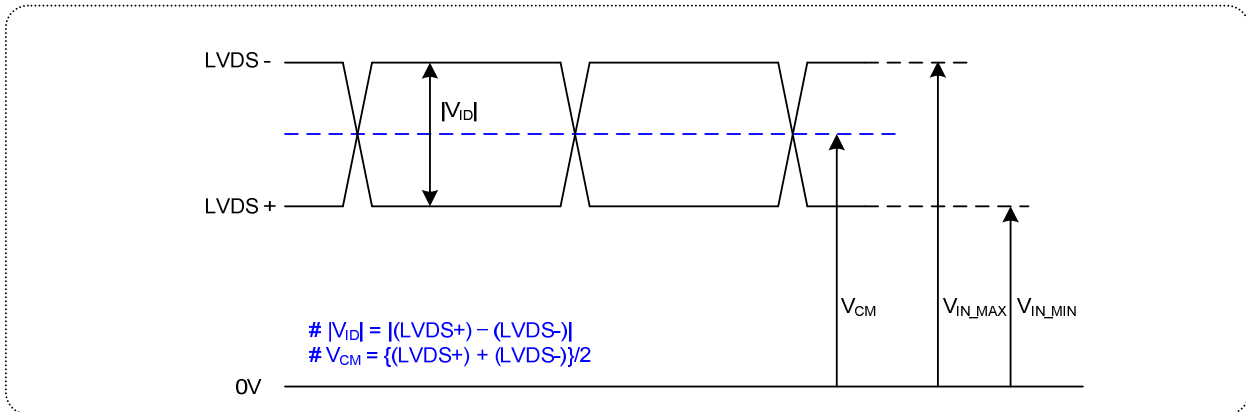 LVDS -
|VID|
LVDS +
VCM
VIN_MAX
VIN_MIN
# |VID| = |(LVDS+) – (LVDS-)|
# VCM = {(LVDS+) + (LVDS-)}/2
0V